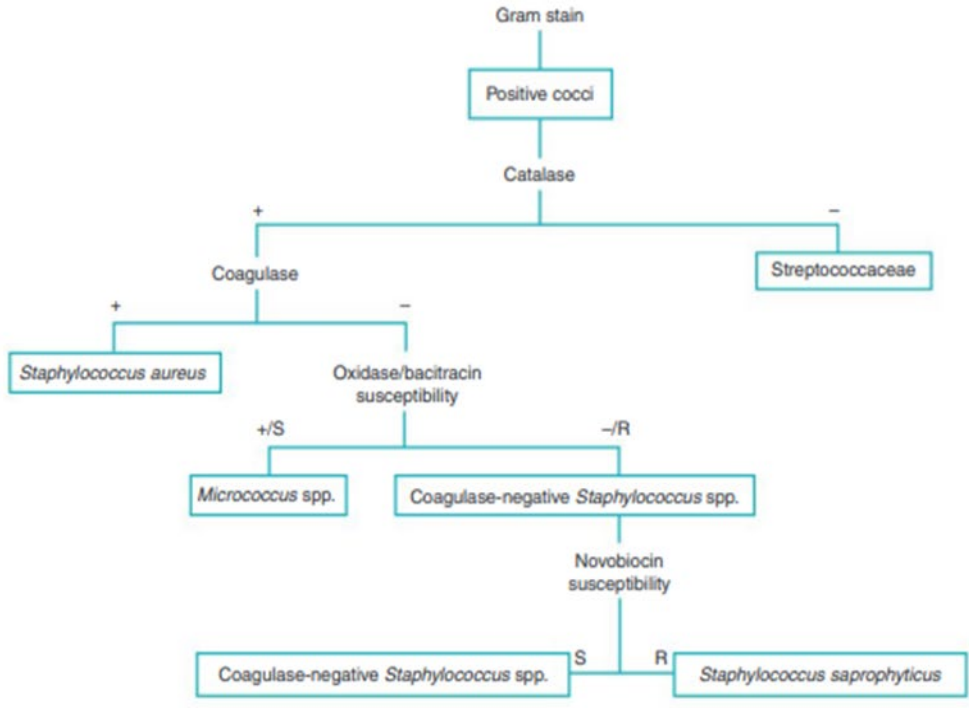 Gram stain
Positive cocci
Catalase
+
–
Coagulase
Streptococcaceae
+
–
Staphylococcus aureus
Oxidase/bacitracin
susceptibility
+/S
–/R
Micrococcus spp.
Coagulase-negative Staphylococcus spp.
Novobiocin
susceptibility
S
R
Coagulase-negative Staphylococcus spp.
Staphylococcus saprophyticus